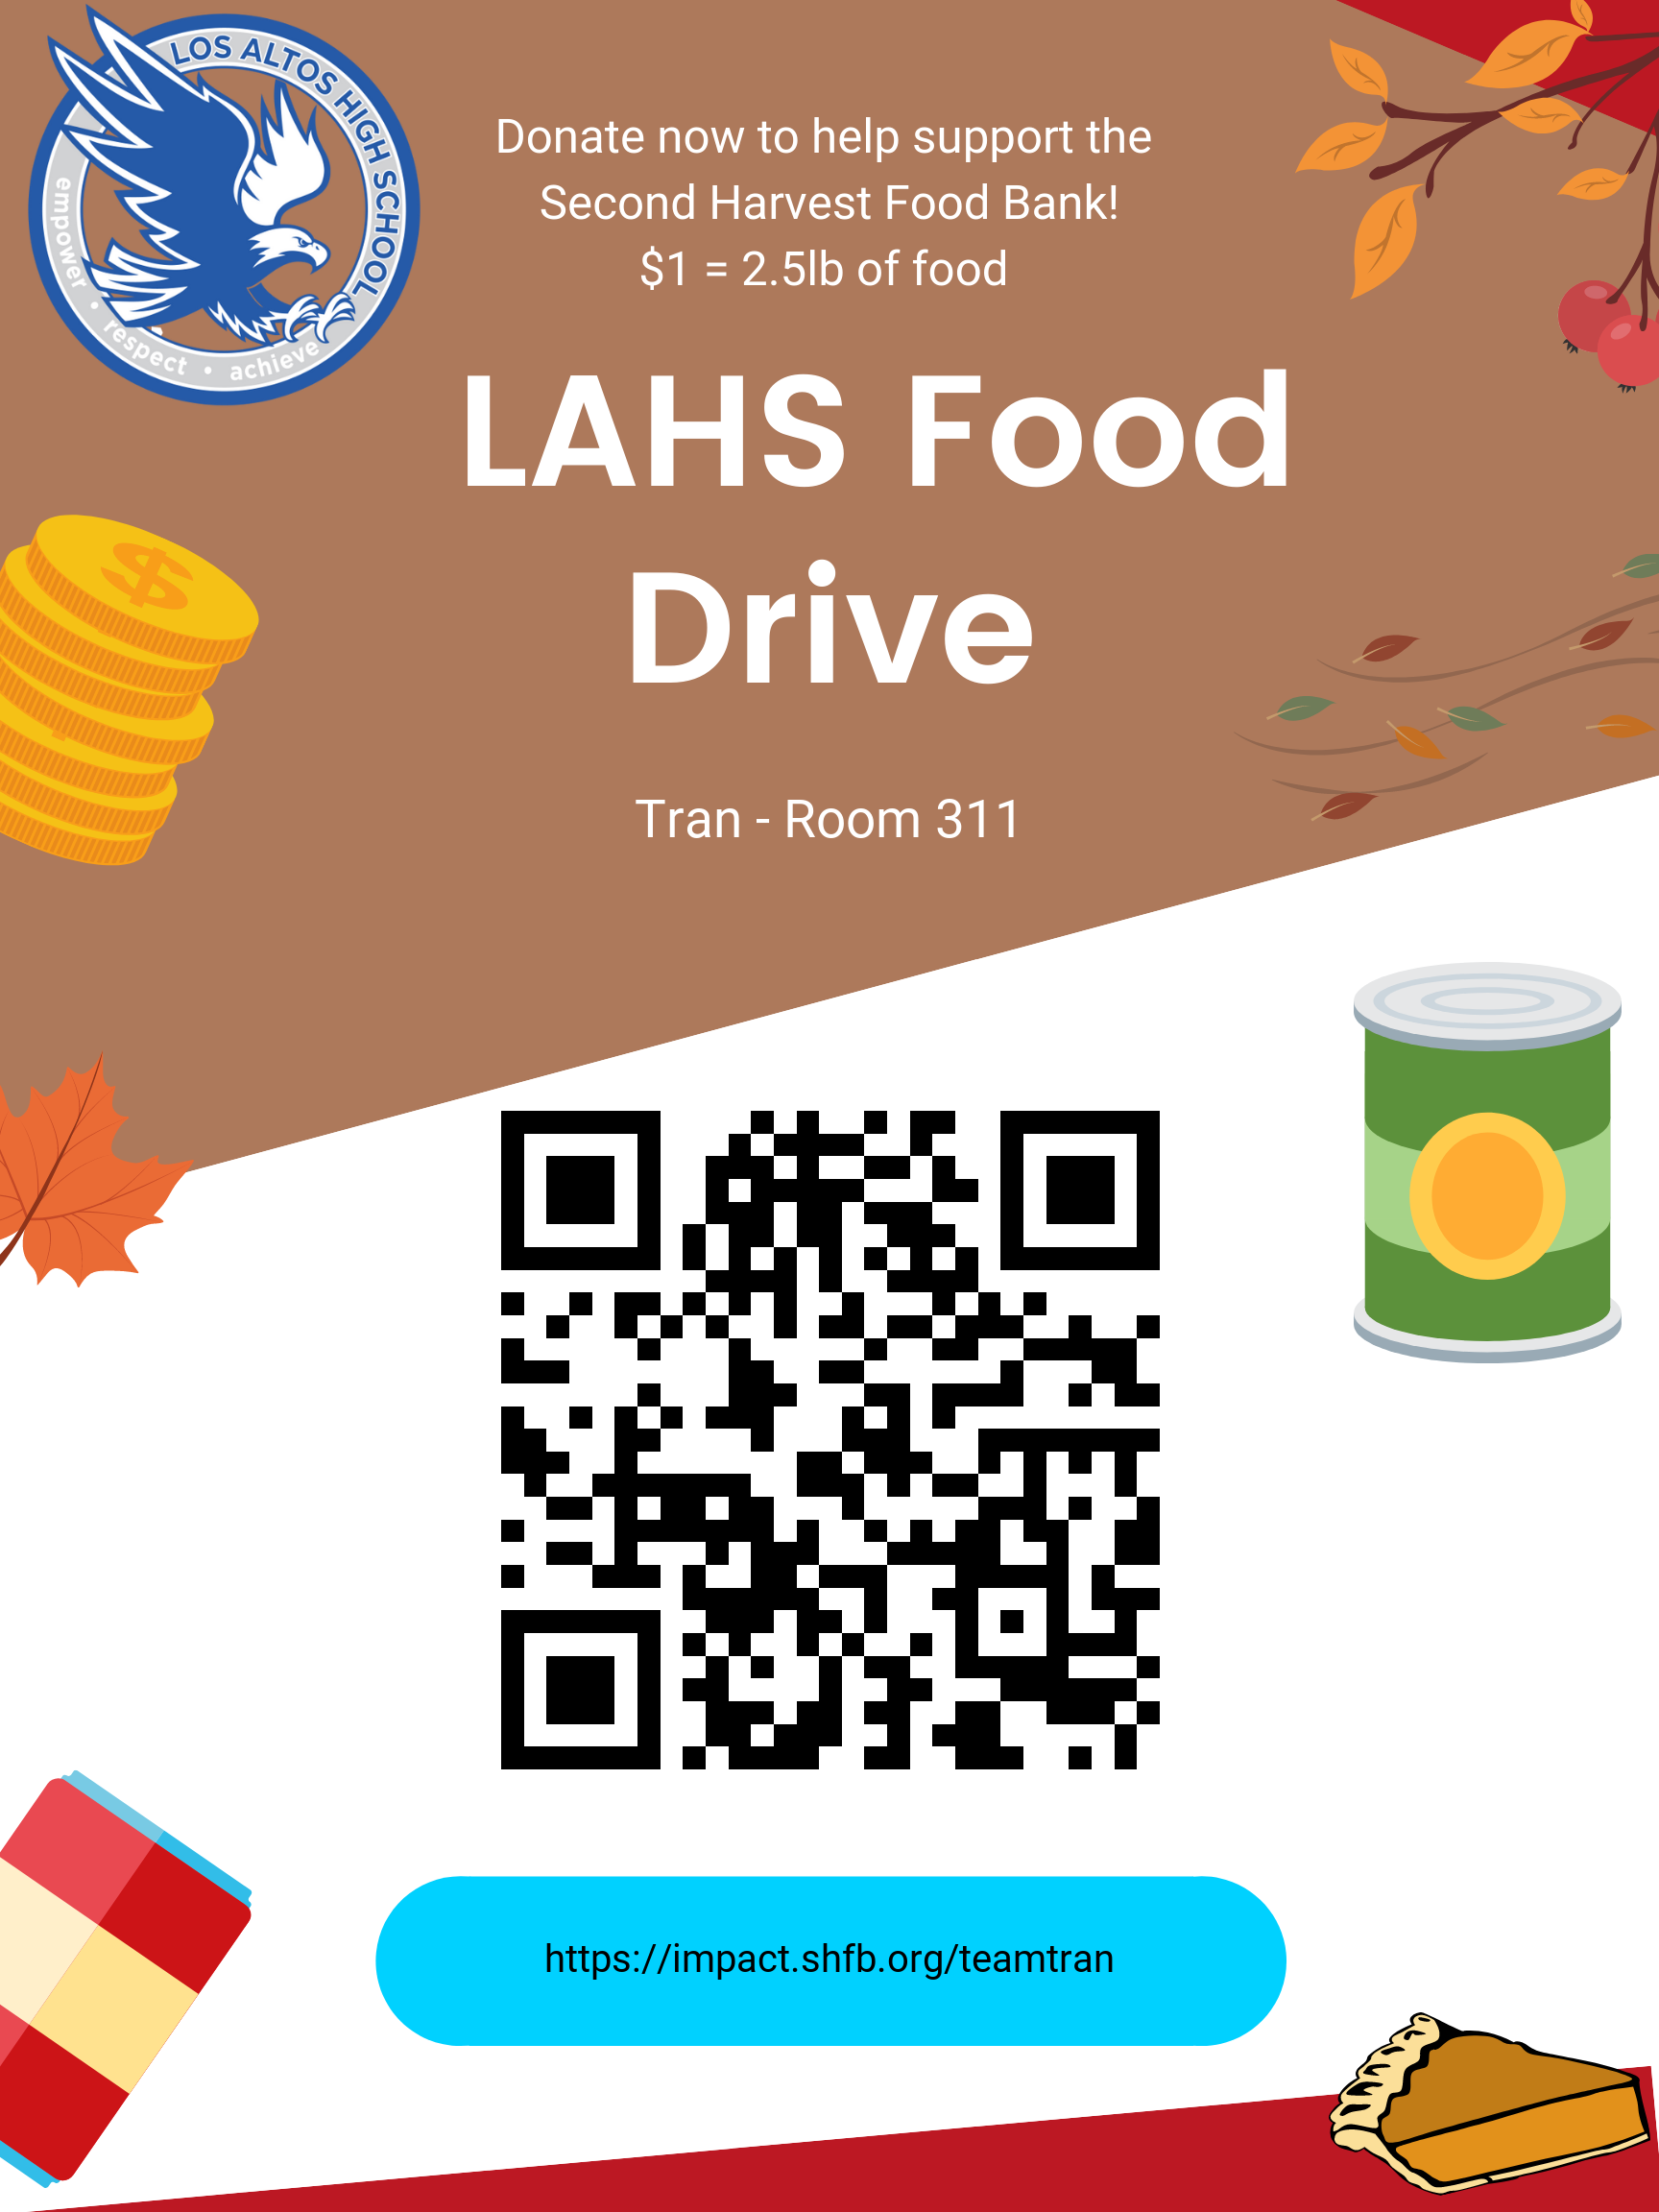 LOS ALTOS HIGH SCHOOL
empower • respect • achieve
Donate now to help support the
Second Harvest Food Bank!
$1 = 2.5lb of food
LAHS Food
Drive
Tran - Room 311
$
https://impact.shfb.org/teamtran